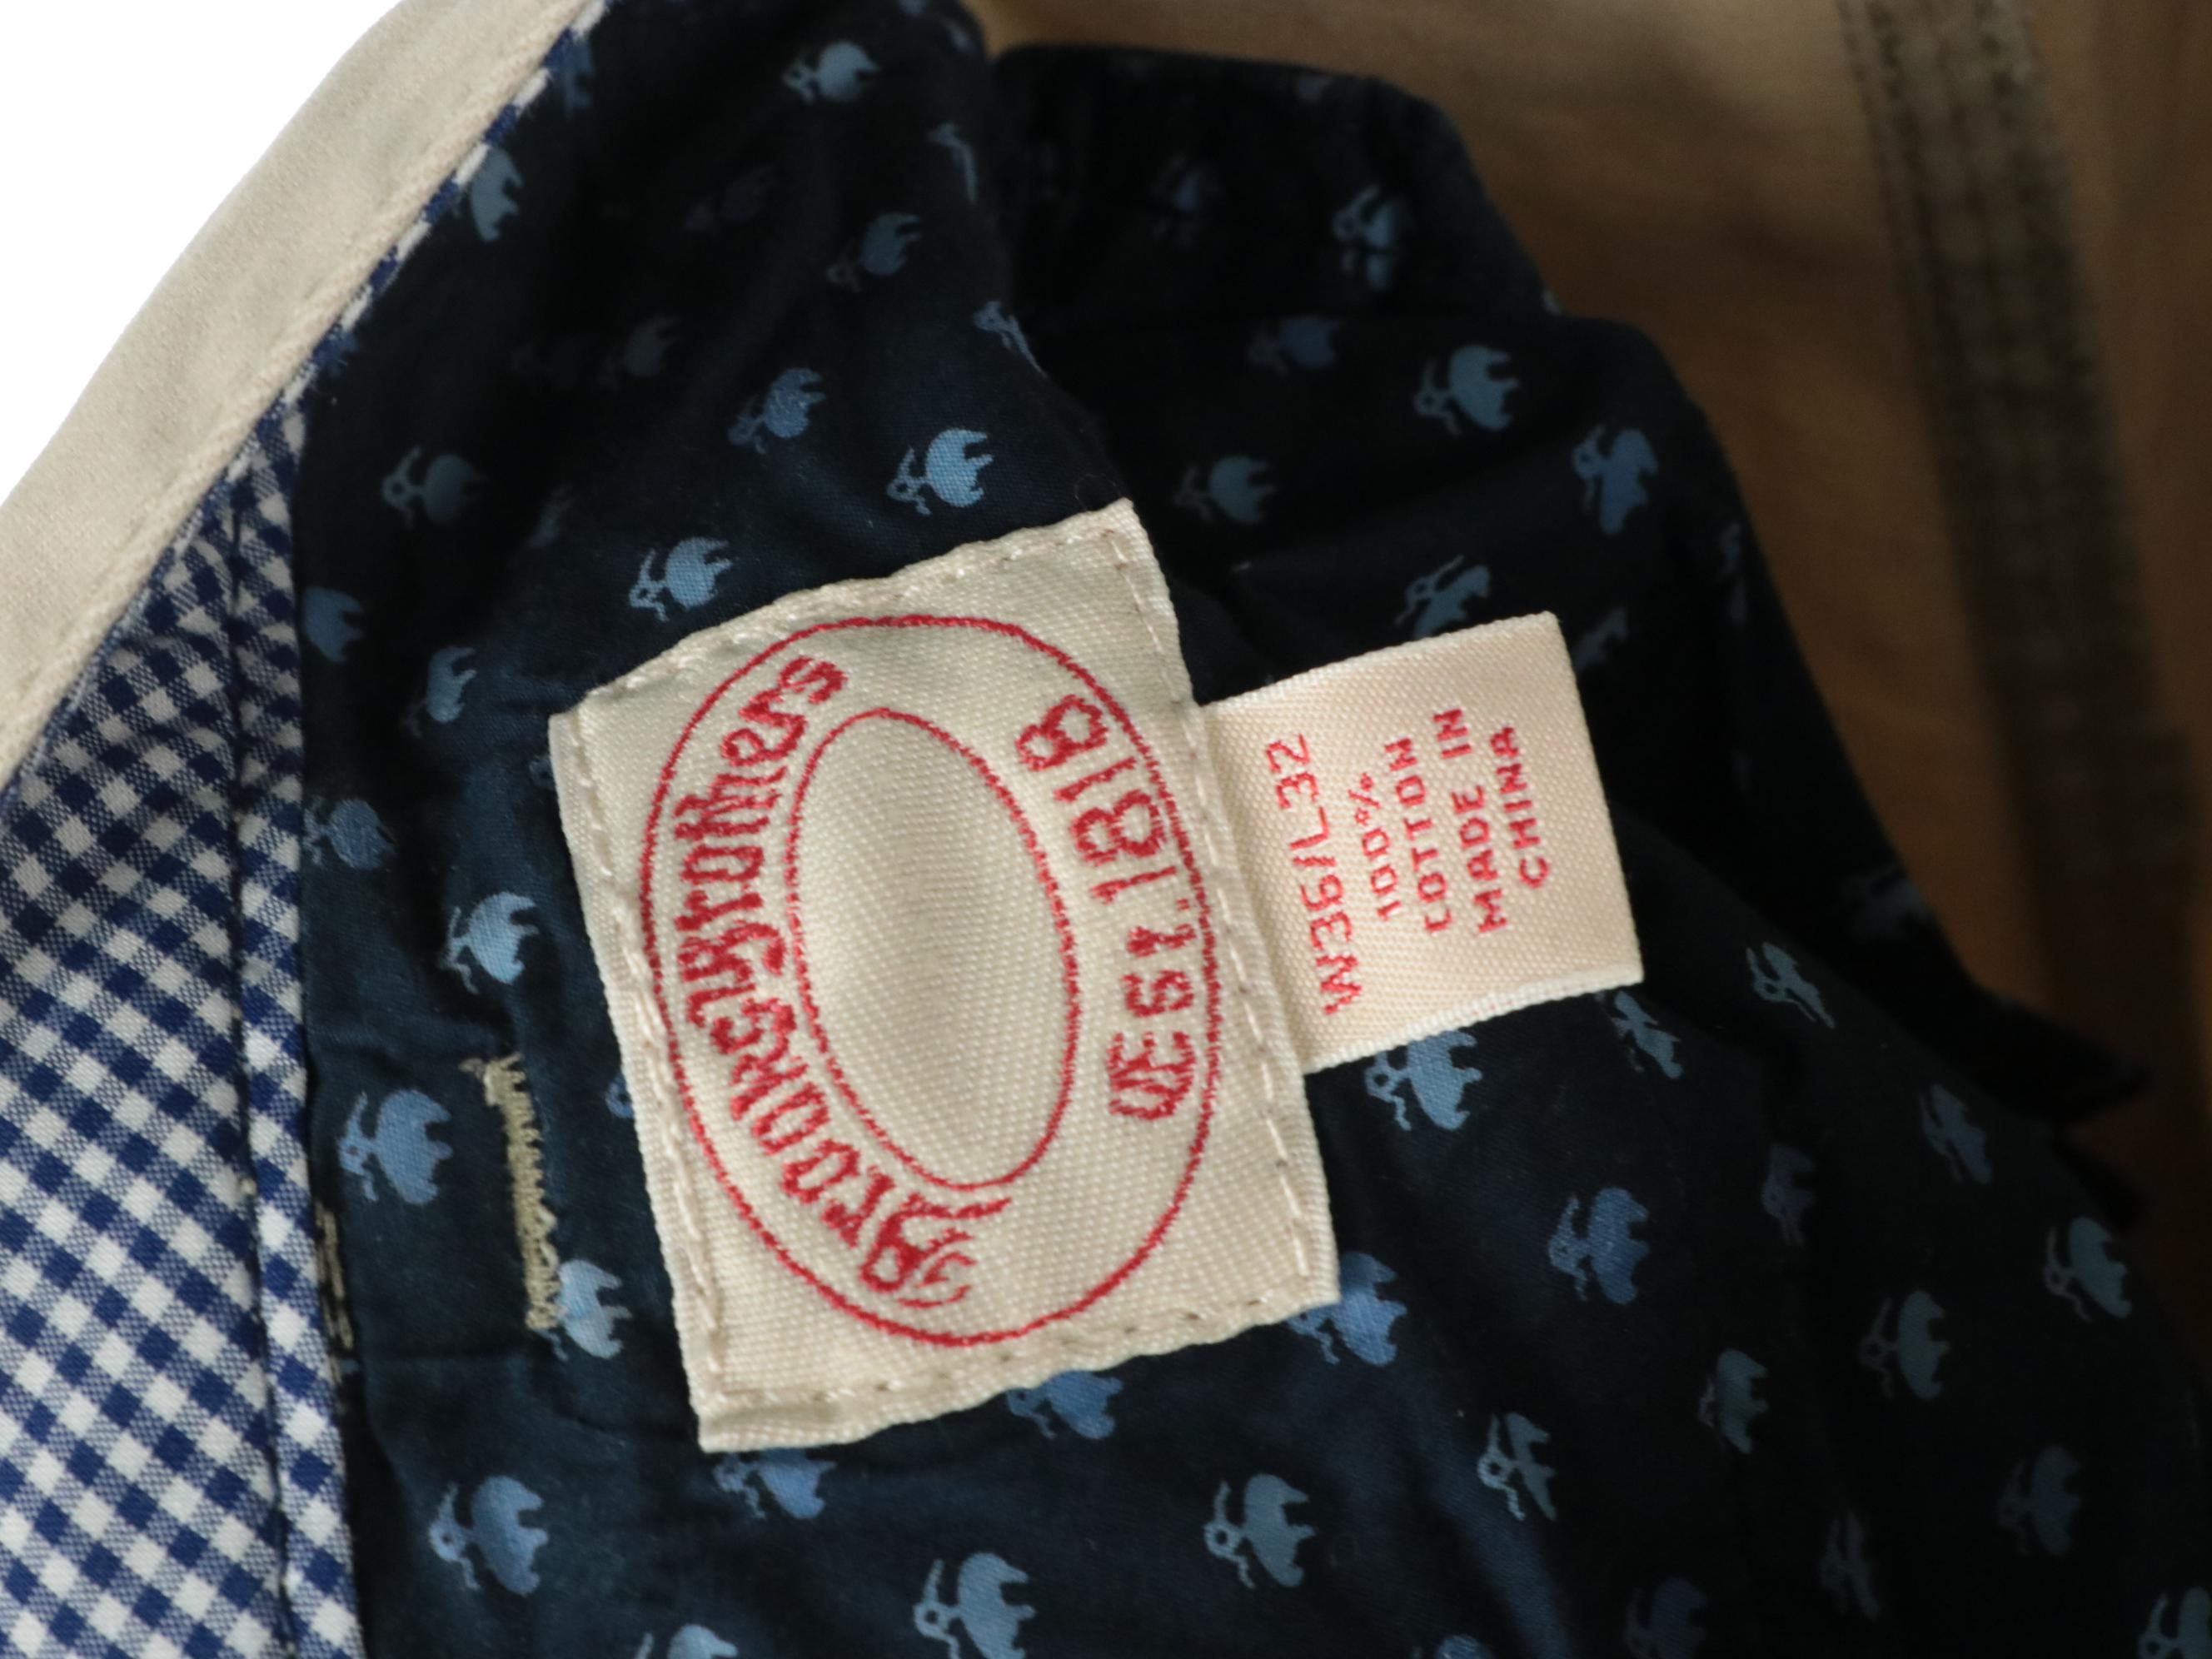 Brooks Brothers
EST. 1818
W36/L32
100%
COTTON
MADE IN
CHINA